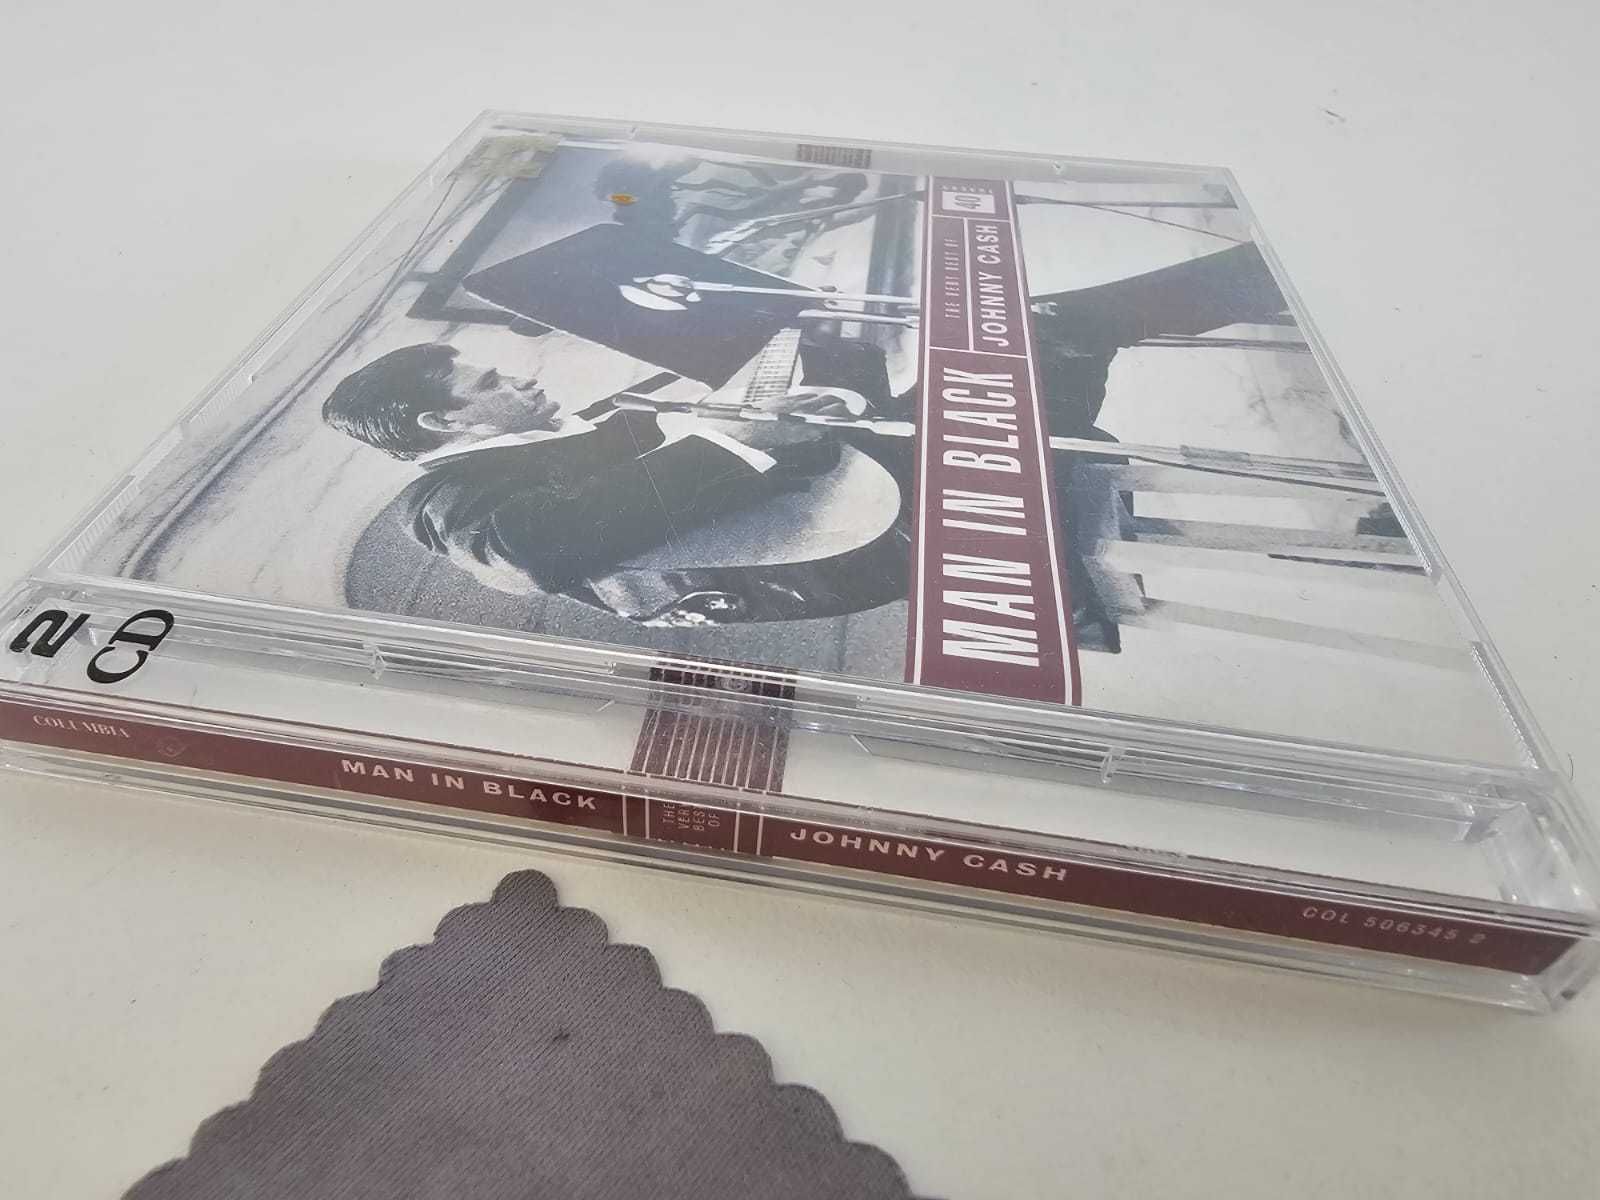 40
THE VERY BEST OF
JOHNNY CASH
MAN IN BLACK
2
CD
COLUMBIA
MAN IN BLACK
THE
VERY
BEST
OF
JOHNNY CASH
COL 506345 2